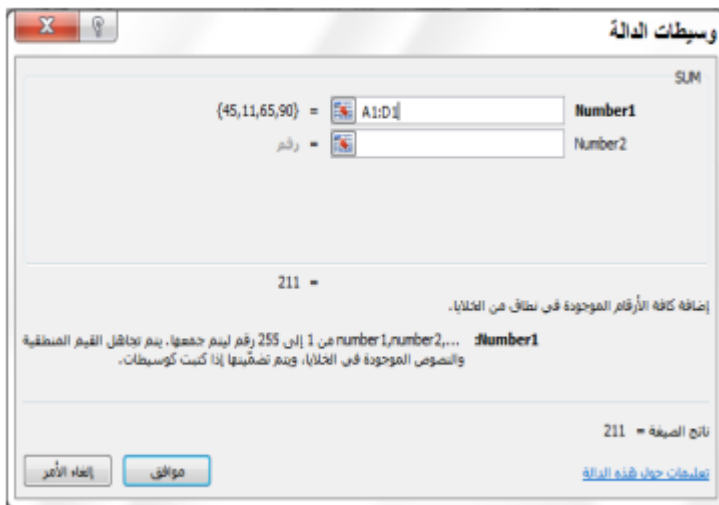 وسيطات الدالة
SUM
Number1 A1:D1 = {45,11,65,90}
Number2 = رقم
= 211
إضافة كافة الأرقام الموجودة في نطاق من الخلايا.
Number1: number1,number2,... من 1 إلى 255 رقم ليتم جمعها. يتم تجاهل القيم المنطقية
والنصوص الموجودة في الخلايا، ويتم تضمّينها إذا كتبت كوسيطات.
ناتج الصيغة = 211
تعليمات حول هذه الدالة
موافق
إلغاء الأمر